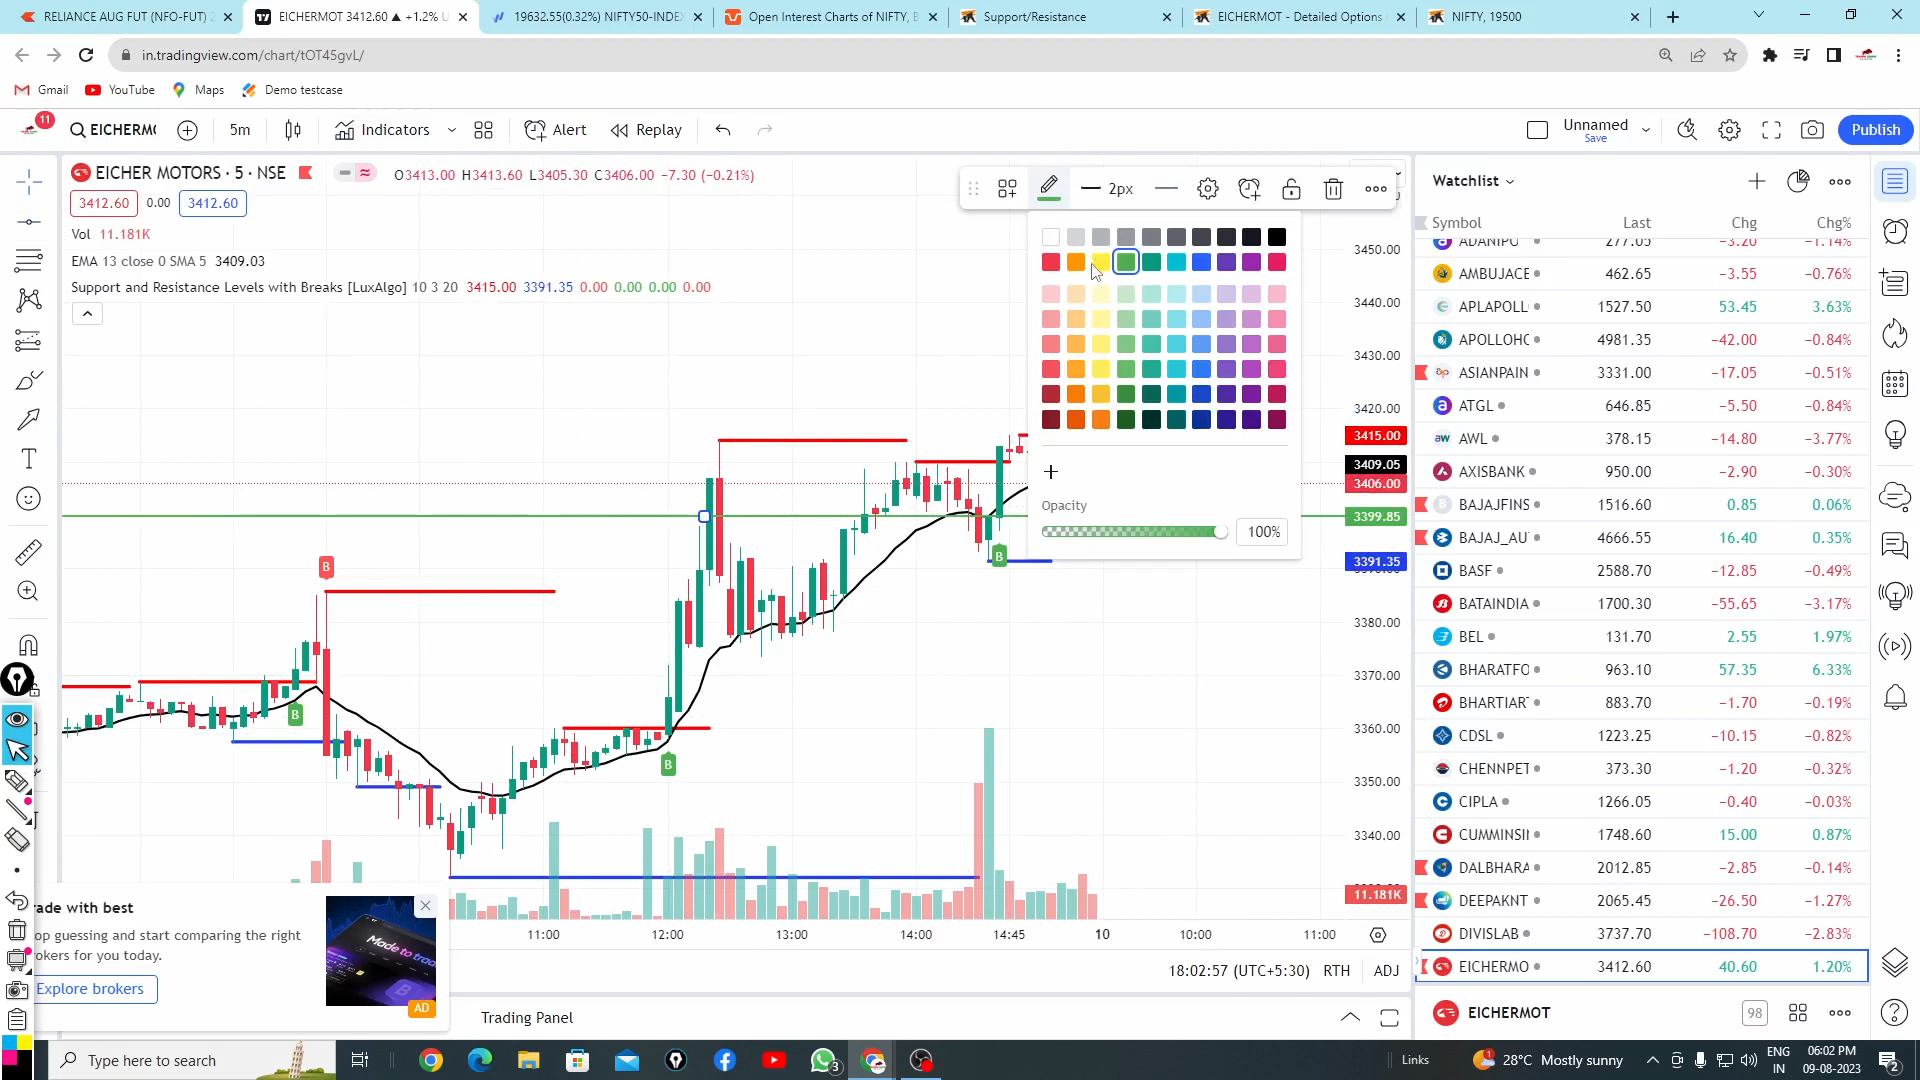 RELIANCE AUG FUT (NFO-FUT)
EICHERMOT 3412.60 ▲ +1.2% U
19632.55(0.32%) NIFTY50-INDEX
Open Interest Charts of NIFTY, B
Support/Resistance
EICHERMOT - Detailed Options
NIFTY, 19500
in.tradingview.com/chart/tOT45gvL/
Gmail
YouTube
Maps
Demo testcase
11
EICHERMO
5m
Indicators
Alert
Replay
Unnamed
Save
Publish
EICHER MOTORS · 5 · NSE
O3413.00 H3413.60 L3405.30 C3406.00 −7.30 (−0.21%)
3412.60 0.00 3412.60
Vol 11.181K
EMA 13 close 0 SMA 5 3409.03
Support and Resistance Levels with Breaks [LuxAlgo] 10 3 20 3415.00 3391.35 0.00 0.00 0.00 0.00
2px
Opacity
100%
B
B
B
B
3450.00
3440.00
3430.00
3420.00
3415.00
3409.05
3406.00
3399.85
3391.35
3380.00
3370.00
3360.00
3350.00
3340.00
11.181K
11:00 12:00 13:00 14:00 14:45 10 10:00 11:00
18:02:57 (UTC+5:30) RTH ADJ
rade with best
op guessing and start comparing the right
okers for you today.
Explore brokers
Made to trad
AD
Trading Panel
Watchlist
Symbol Last Chg Chg%
ADANIPO 277.05 −3.20 −1.14%
AMBUJACE 462.65 −3.55 −0.76%
APLAPOLL 1527.50 53.45 3.63%
APOLLOHO 4981.35 −42.00 −0.84%
ASIANPAIN 3331.00 −17.05 −0.51%
ATGL 646.85 −5.50 −0.84%
AWL 378.15 −14.80 −3.77%
AXISBANK 950.00 −2.90 −0.30%
BAJAJFINS 1516.60 0.85 0.06%
BAJAJ_AU 4666.55 16.40 0.35%
BASF 2588.70 −12.85 −0.49%
BATAINDIA 1700.30 −55.65 −3.17%
BEL 131.70 2.55 1.97%
BHARATFO 963.10 57.35 6.33%
BHARTIAR 883.70 −1.70 −0.19%
CDSL 1223.25 −10.15 −0.82%
CHENNPET 373.30 −1.20 −0.32%
CIPLA 1266.05 −0.40 −0.03%
CUMMINSI 1748.60 15.00 0.87%
DALBHARA 2012.85 −2.85 −0.14%
DEEPAKNT 2065.45 −26.50 −1.27%
DIVISLAB 3737.70 −108.70 −2.83%
EICHERMO 3412.60 40.60 1.20%
EICHERMOT
98
Type here to search
3
Links
28°C Mostly sunny
ENG
IN
06:02 PM
09-08-2023
2